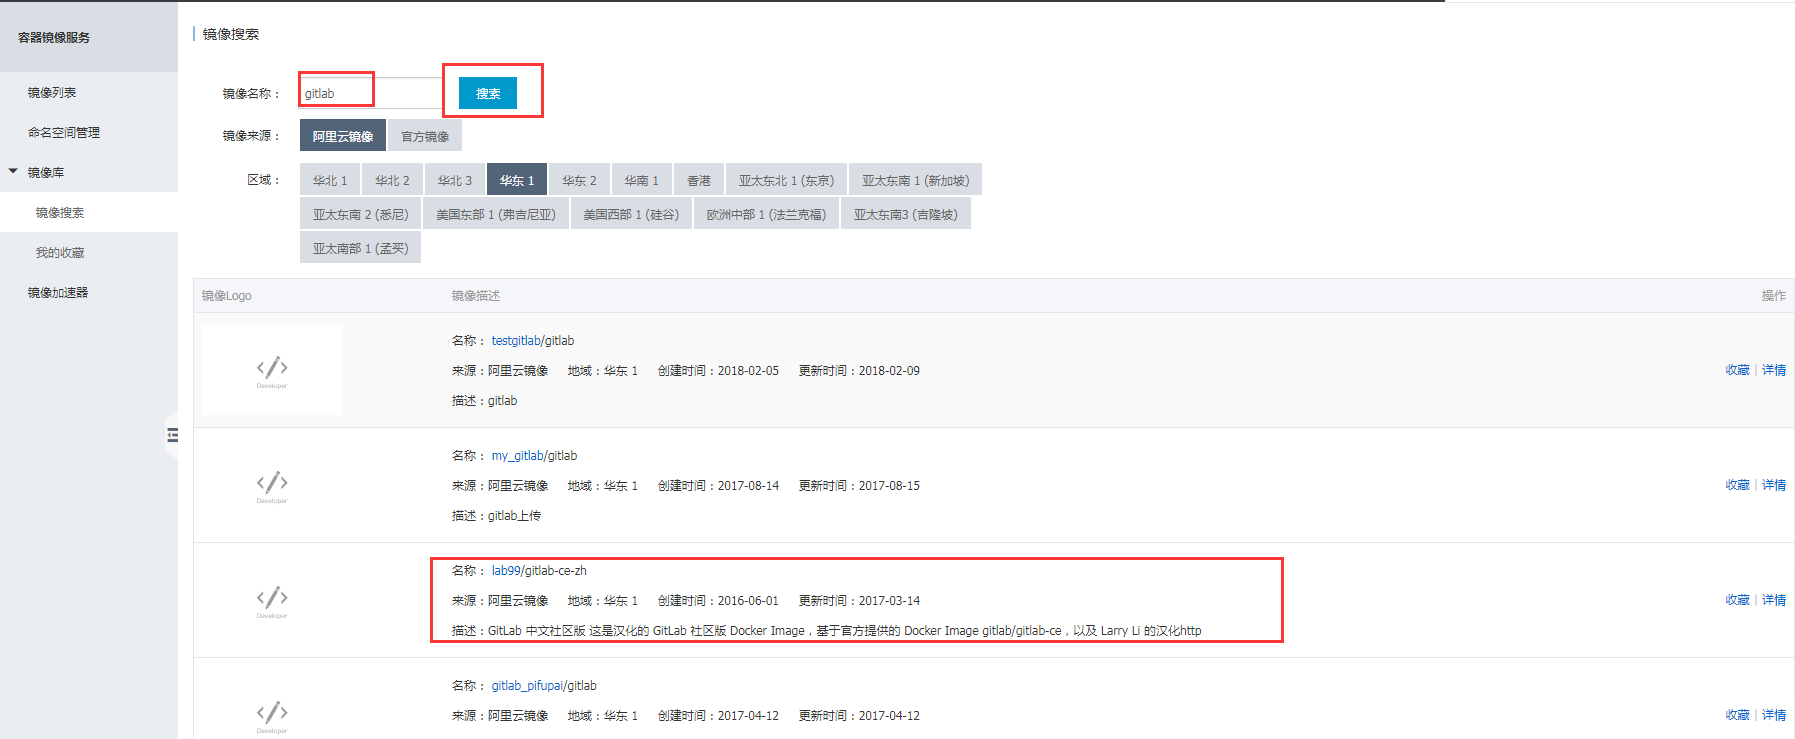 容器镜像服务
镜像列表
命名空间管理
镜像库
镜像搜索
我的收藏
镜像加速器
镜像搜索
镜像名称： gitlab 搜索
镜像来源： 阿里云镜像 官方镜像
区域： 华北 1 华北 2 华北 3 华东 1 华东 2 华南 1 香港 亚太东北 1 (东京) 亚太东南 1 (新加坡)
亚太东南 2 (悉尼) 美国东部 1 (弗吉尼亚) 美国西部 1 (硅谷) 欧洲中部 1 (法兰克福) 亚太东南3 (吉隆坡)
亚太南部 1 (孟买)
镜像Logo 镜像描述 操作
名称： testgitlab/gitlab
来源：阿里云镜像 地域：华东 1 创建时间：2018-02-05 更新时间：2018-02-09
描述：gitlab
Developer
收藏 | 详情
名称： my_gitlab/gitlab
来源：阿里云镜像 地域：华东 1 创建时间：2017-08-14 更新时间：2017-08-15
描述：gitlab上传
Developer
收藏 | 详情
名称： lab99/gitlab-ce-zh
来源：阿里云镜像 地域：华东 1 创建时间：2016-06-01 更新时间：2017-03-14
描述：GitLab 中文社区版 这是汉化的 GitLab 社区版 Docker Image，基于官方提供的 Docker Image gitlab/gitlab-ce，以及 Larry Li 的汉化http
Developer
收藏 | 详情
名称： gitlab_pifupai/gitlab
来源：阿里云镜像 地域：华东 1 创建时间：2017-04-12 更新时间：2017-04-12
Developer
收藏 | 详情